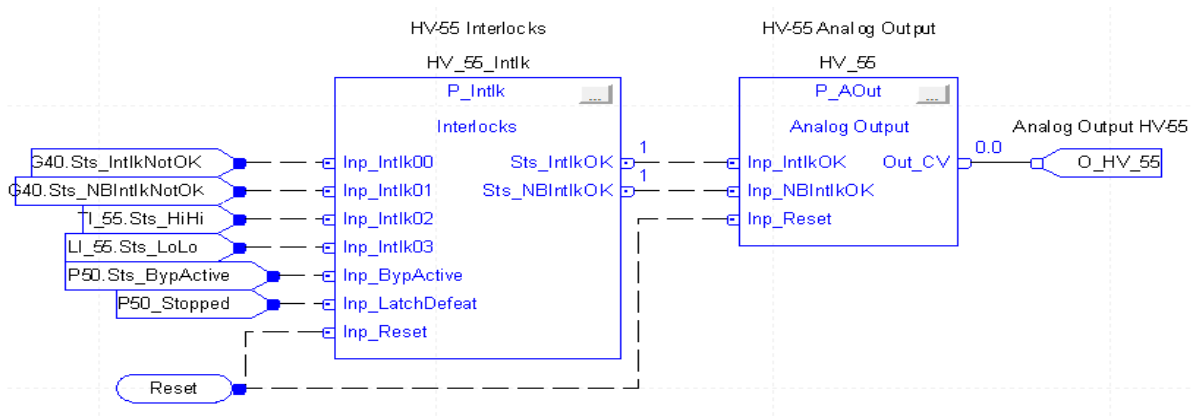 HV-55 Interlocks
HV-55 Analog Output
HV_55_Intlk
HV_55
P_Intlk
...
P_AOut
...
Interlocks
Analog Output
Analog Output HV-55
G40.Sts_IntlkNotOK
Inp_Intlk00
Sts_IntlkOK
1
Inp_IntlkOK
Out_CV
0.0
O_HV_55
G40.Sts_NBIntlkNotOK
Inp_Intlk01
Sts_NBIntlkOK
1
Inp_NBIntlkOK
TI_55.Sts_HiHi
Inp_Intlk02
Inp_Reset
LI_55.Sts_LoLo
Inp_Intlk03
P50.Sts_BypActive
Inp_BypActive
P50_Stopped
Inp_LatchDefeat
Inp_Reset
Reset